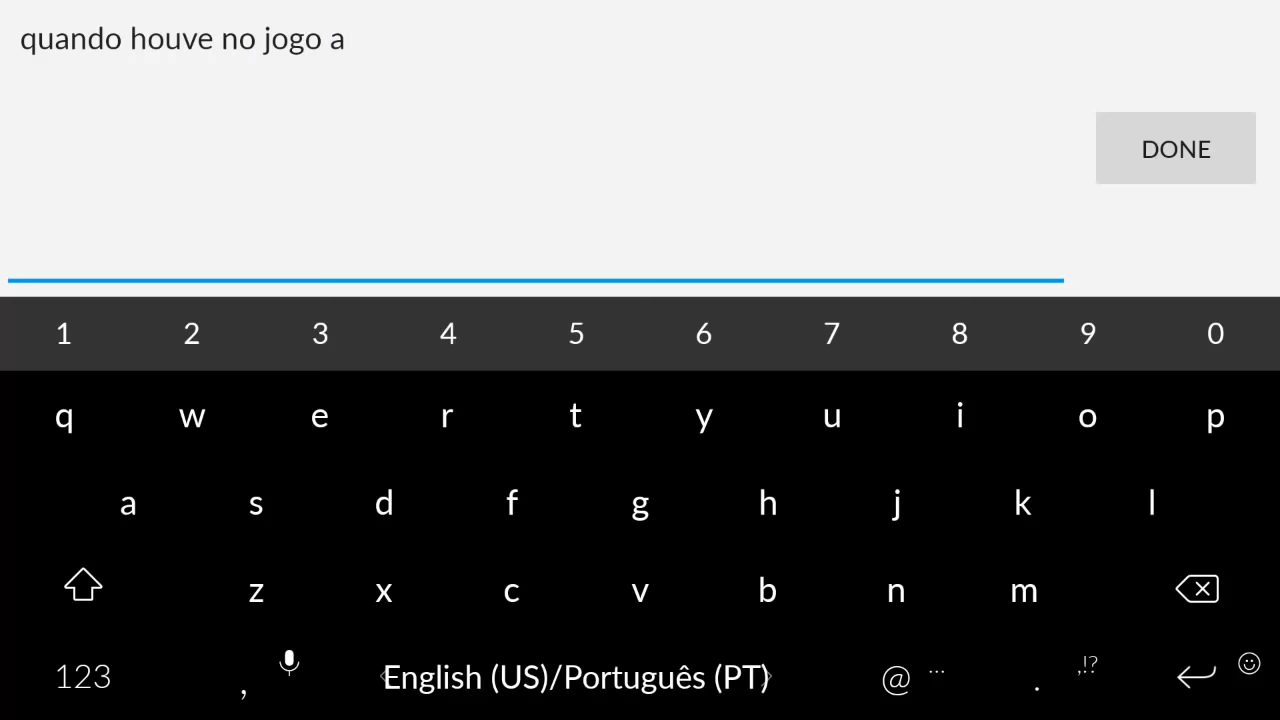 quando houve no jogo a
DONE
1 2 3 4 5 6 7 8 9 0
q w e r t y u i o p
a s d f g h j k l
z x c v b n m
123 , English (US)/Português (PT) @ ... . ,!?